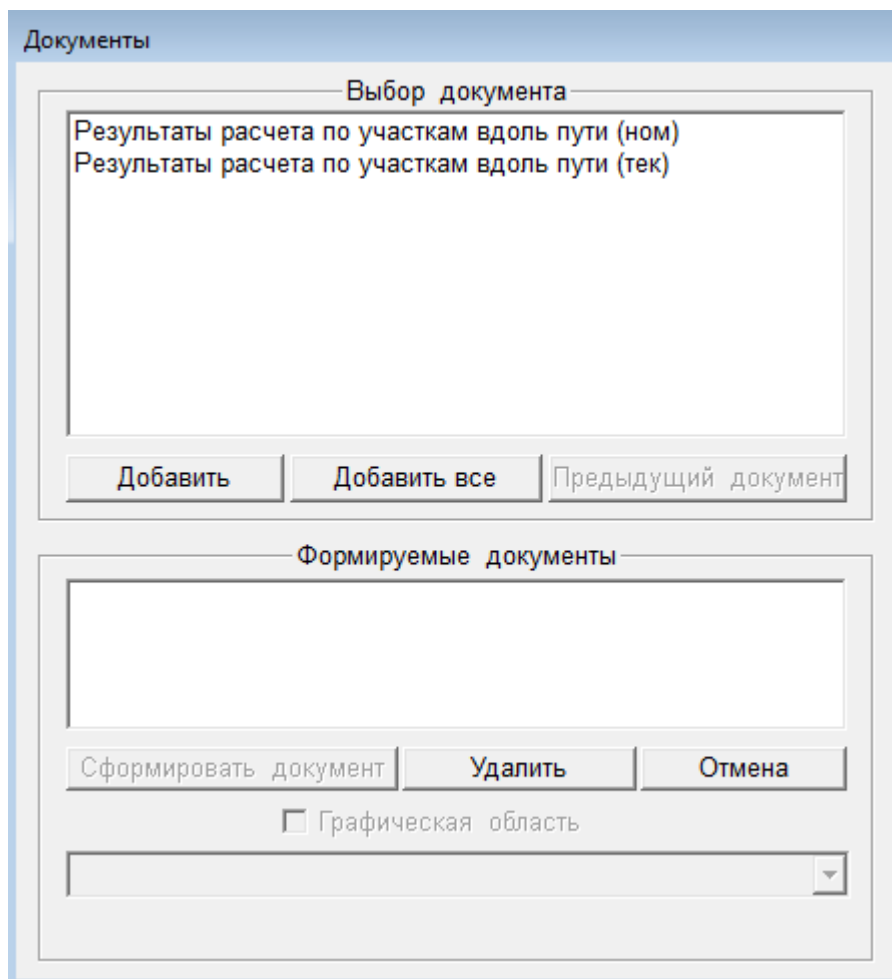 Документы
Выбор документа
Результаты расчета по участкам вдоль пути (ном)
Результаты расчета по участкам вдоль пути (тек)
Добавить
Добавить все
Предыдущий документ
Формируемые документы
Сформировать документ
Удалить
Отмена
Графическая область